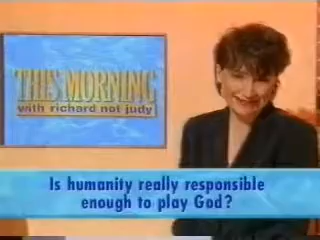 THIS MORNING
with richard not judy
Is humanity really responsible
enough to play God?